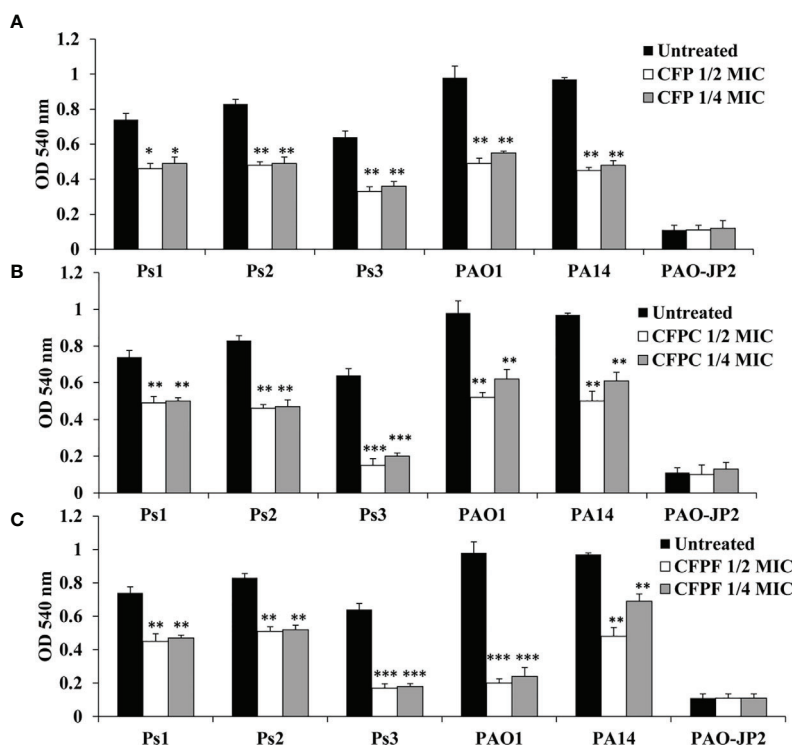 A
1.2
1
0.8
0.6
0.4
0.2
0
OD 540 nm
Untreated
CFP 1/2 MIC
CFP 1/4 MIC
* *
** **
** **
** **
** **
Ps1 Ps2 Ps3 PAO1 PA14 PAO-JP2
B
1.2
1
0.8
0.6
0.4
0.2
0
OD 540 nm
Untreated
CFPC 1/2 MIC
CFPC 1/4 MIC
** **
** **
*** ***
** **
** **
Ps1 Ps2 Ps3 PAO1 PA14 PAO-JP2
C
1.2
1
0.8
0.6
0.4
0.2
0
OD 540 nm
Untreated
CFPF 1/2 MIC
CFPF 1/4 MIC
** **
** **
*** ***
*** ***
** **
Ps1 Ps2 Ps3 PAO1 PA14 PAO-JP2